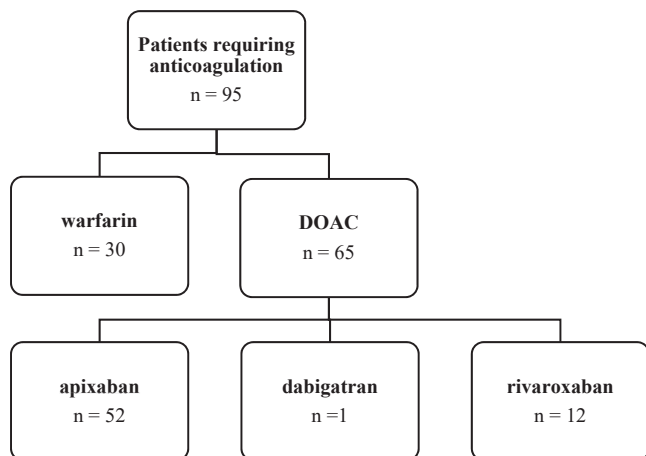 Patients requiring
anticoagulation
n = 95
warfarin
n = 30
DOAC
n = 65
apixaban
n = 52
dabigatran
n =1
rivaroxaban
n = 12